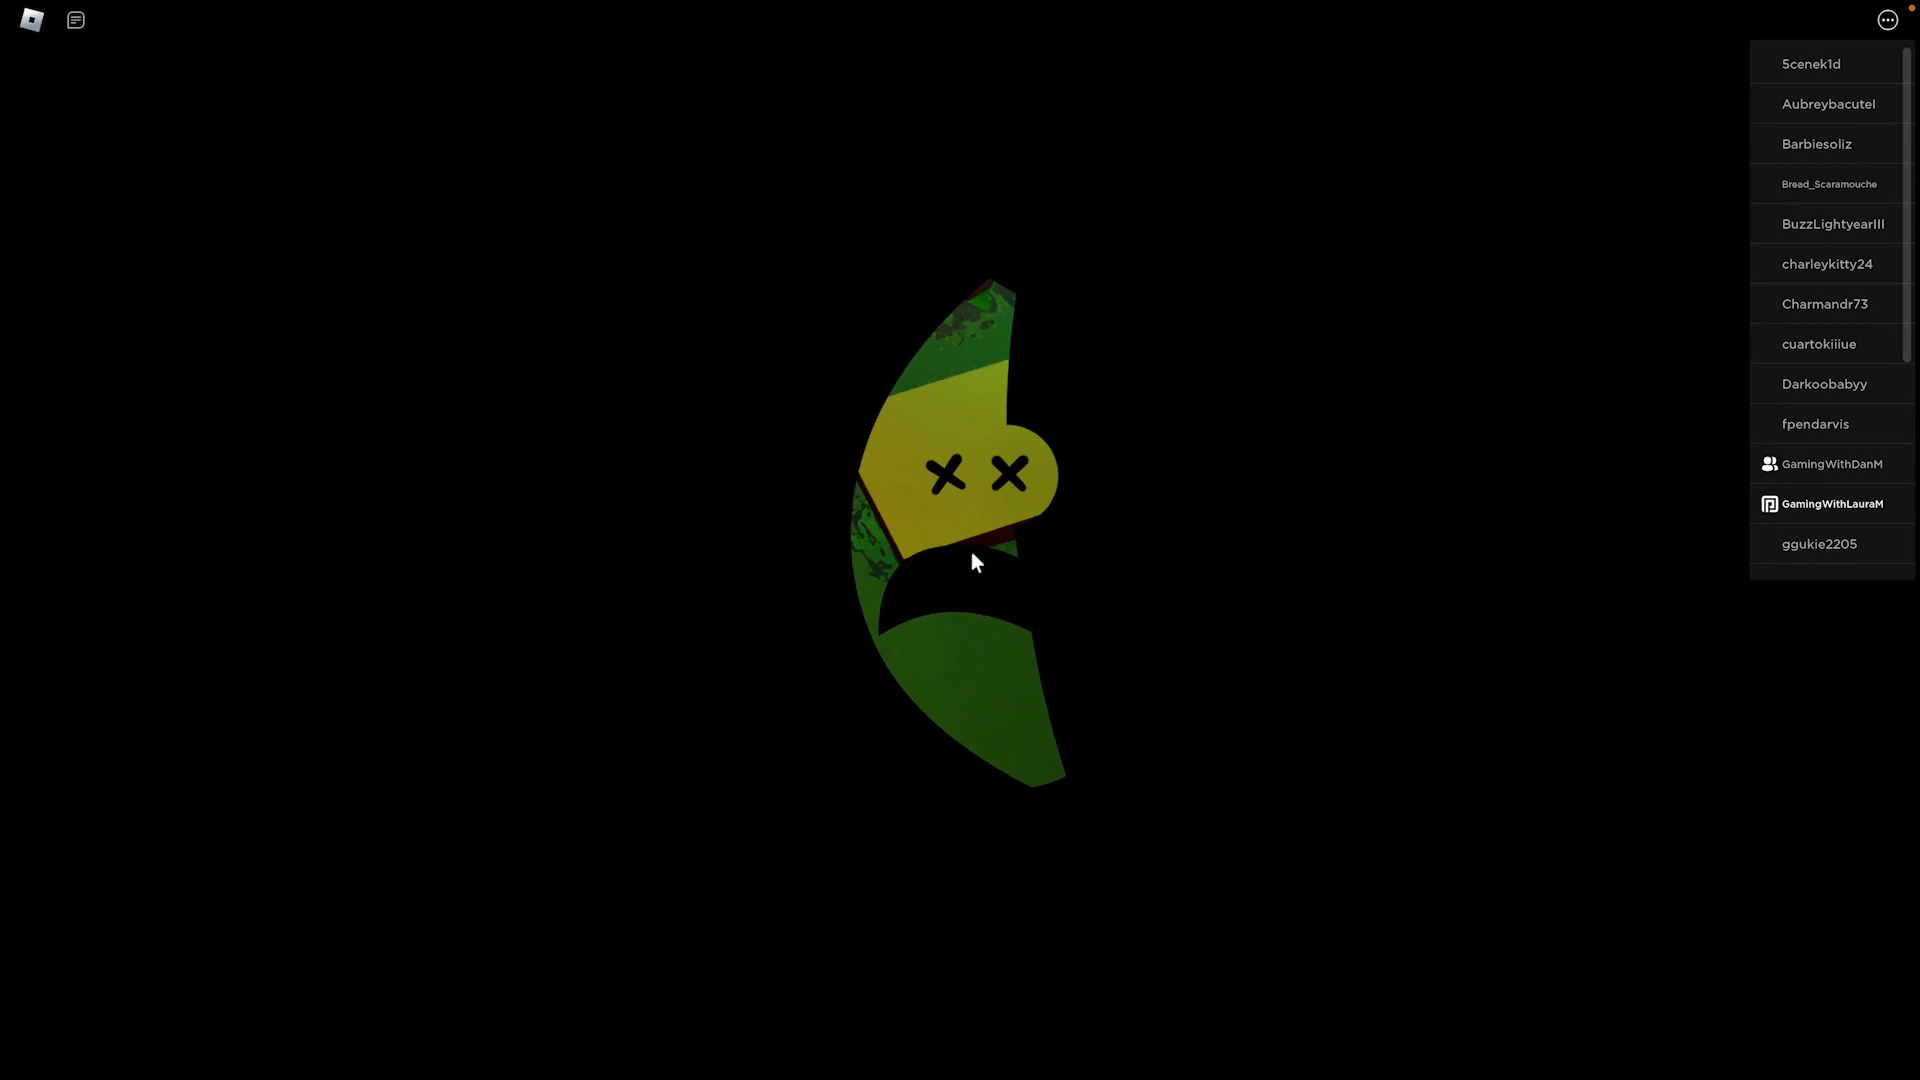 5cenek1d
Aubreybacutel
Barbiesoliz
Bread_Scaramouche
BuzzLightyearIII
charleykitty24
Charmandr73
cuartokiiiue
Darkoobabyy
fpendarvis
GamingWithDanM
GamingWithLauraM
ggukie2205